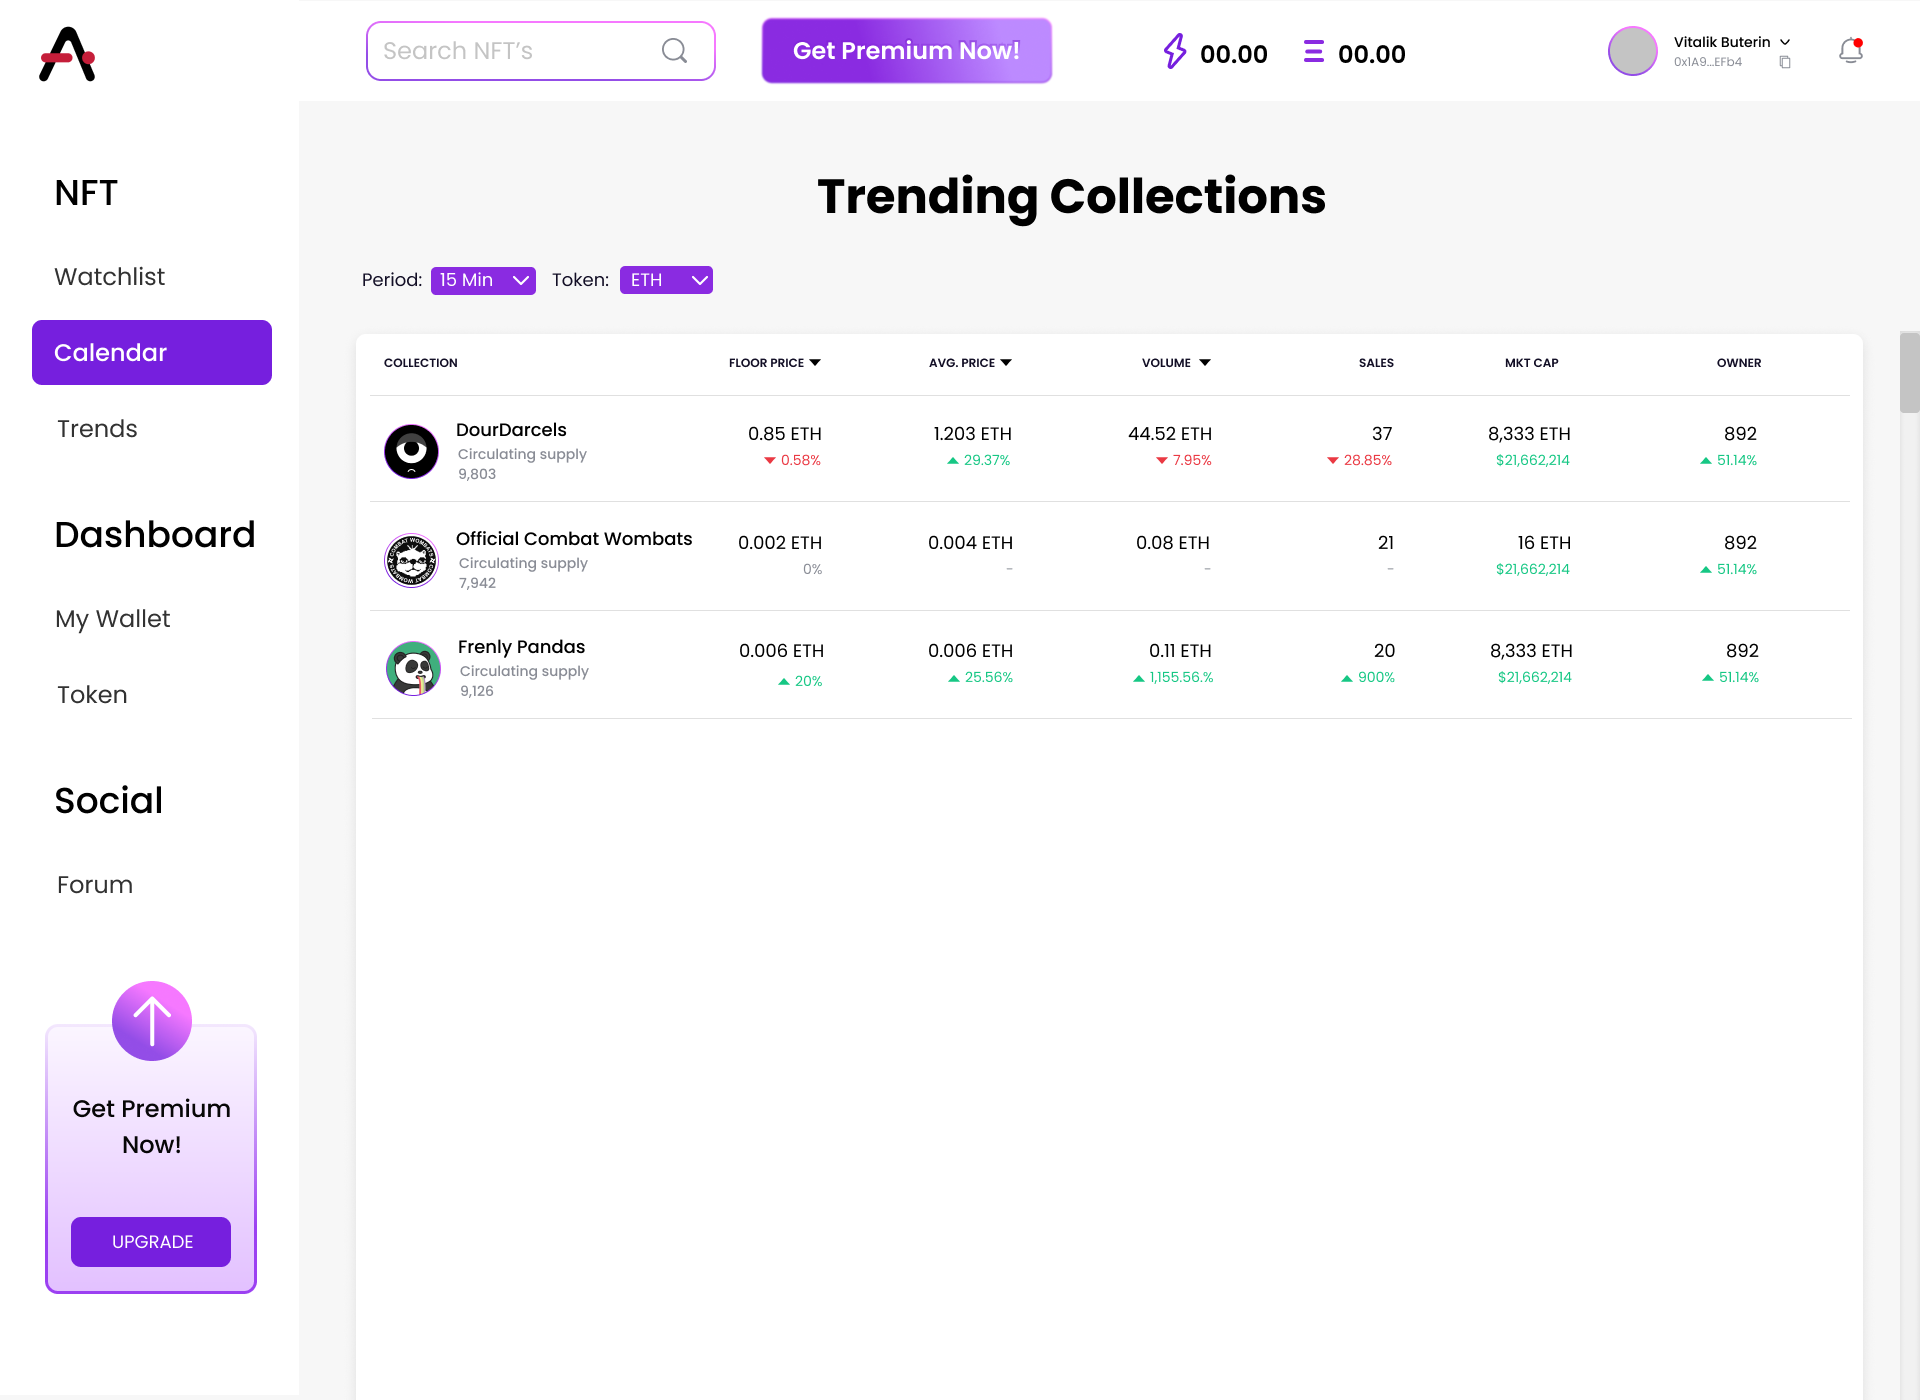 Search NFT's
Get Premium Now!
00.00
00.00
Vitalik Buterin
0x1A9...EFb4
NFT
Watchlist
Calendar
Trends
Dashboard
My Wallet
Token
Social
Forum
Get Premium
Now!
UPGRADE
Trending Collections
Period: 15 Min Token: ETH
COLLECTION FLOOR PRICE AVG. PRICE VOLUME SALES MKT CAP OWNER
DourDarcels 0.85 ETH 1.203 ETH 44.52 ETH 37 8,333 ETH 892
Circulating supply 0.58% 29.37% 7.95% 28.85% $21,662,214 51.14%
9,803
COMBAT WOMBATS
COMBAT WOMBATS
Official Combat Wombats 0.002 ETH 0.004 ETH 0.08 ETH 21 16 ETH 892
Circulating supply 0% - - - $21,662,214 51.14%
7,942
Frenly Pandas 0.006 ETH 0.006 ETH 0.11 ETH 20 8,333 ETH 892
Circulating supply 20% 25.56% 1,155.56.% 900% $21,662,214 51.14%
9,126